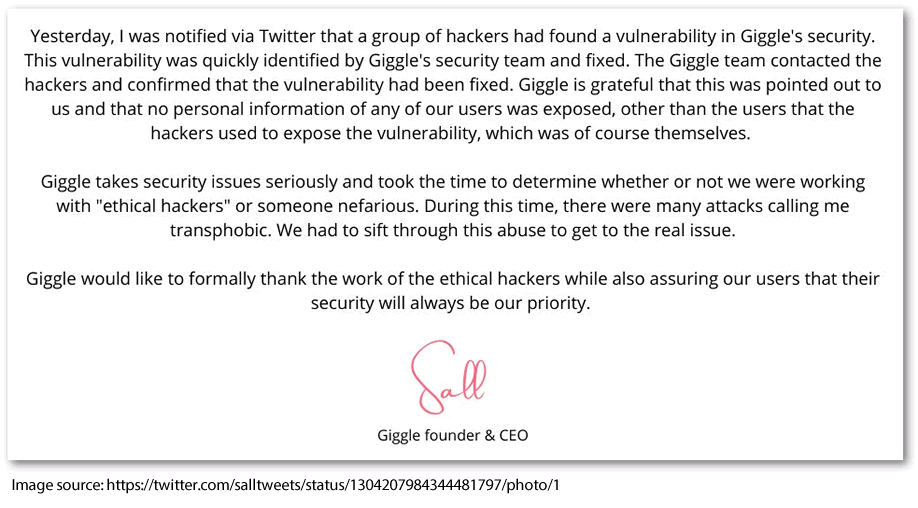 Yesterday, I was notified via Twitter that a group of hackers had found a vulnerability in Giggle's security.
This vulnerability was quickly identified by Giggle's security team and fixed. The Giggle team contacted the
hackers and confirmed that the vulnerability had been fixed. Giggle is grateful that this was pointed out to
us and that no personal information of any of our users was exposed, other than the users that the
hackers used to expose the vulnerability, which was of course themselves.
Giggle takes security issues seriously and took the time to determine whether or not we were working
with "ethical hackers" or someone nefarious. During this time, there were many attacks calling me
transphobic. We had to sift through this abuse to get to the real issue.
Giggle would like to formally thank the work of the ethical hackers while also assuring our users that their
security will always be our priority.
Sall
Giggle founder & CEO
Image source: https://twitter.com/salltweets/status/1304207984344481797/photo/1